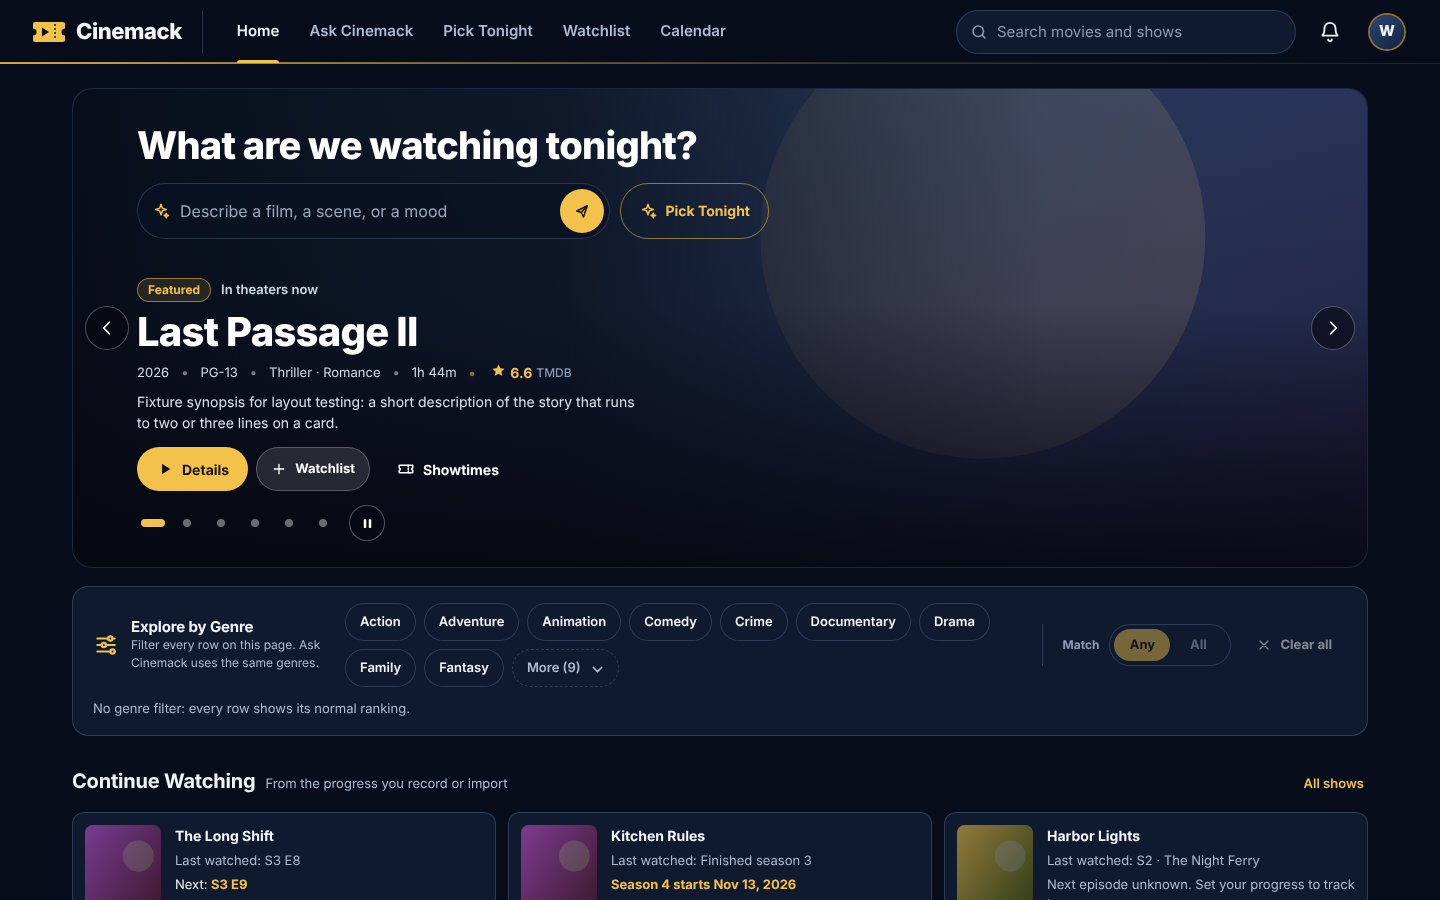 Cinemack
Home
Ask Cinemack
Pick Tonight
Watchlist
Calendar
Search movies and shows
W
What are we watching tonight?
Describe a film, a scene, or a mood
Pick Tonight
Featured
In theaters now
Last Passage II
2026 • PG-13 • Thriller · Romance • 1h 44m • 6.6 TMDB
Fixture synopsis for layout testing: a short description of the story that runs
to two or three lines on a card.
Details
Watchlist
Showtimes
Explore by Genre
Filter every row on this page. Ask
Cinemack uses the same genres.
Action
Adventure
Animation
Comedy
Crime
Documentary
Drama
Family
Fantasy
More (9)
Match
Any
All
Clear all
No genre filter: every row shows its normal ranking.
Continue Watching
From the progress you record or import
All shows
The Long Shift
Last watched: S3 E8
Next: S3 E9
Kitchen Rules
Last watched: Finished season 3
Season 4 starts Nov 13, 2026
Harbor Lights
Last watched: S2 · The Night Ferry
Next episode unknown. Set your progress to track